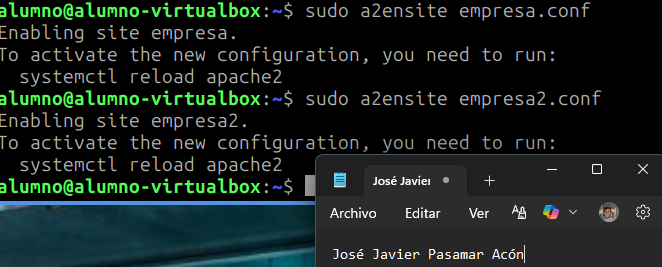 alumno@alumno-virtualbox:~$ sudo a2ensite empresa.conf
Enabling site empresa.
To activate the new configuration, you need to run:
  systemctl reload apache2
alumno@alumno-virtualbox:~$ sudo a2ensite empresa2.conf
Enabling site empresa2.
To activate the new configuration, you need to run:
  systemctl reload apache2
alumno@alumno-virtualbox:~$
José Javier
Archivo Editar Ver
José Javier Pasamar Acón